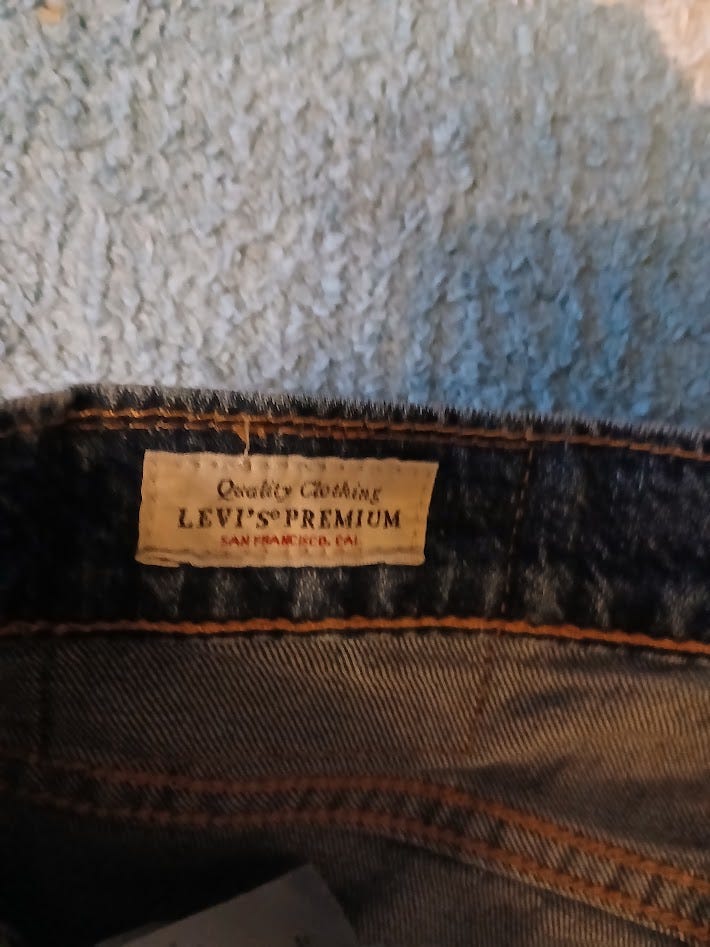 Quality Clothing
LEVI'S® PREMIUM
SAN FRANCISCO, CAL